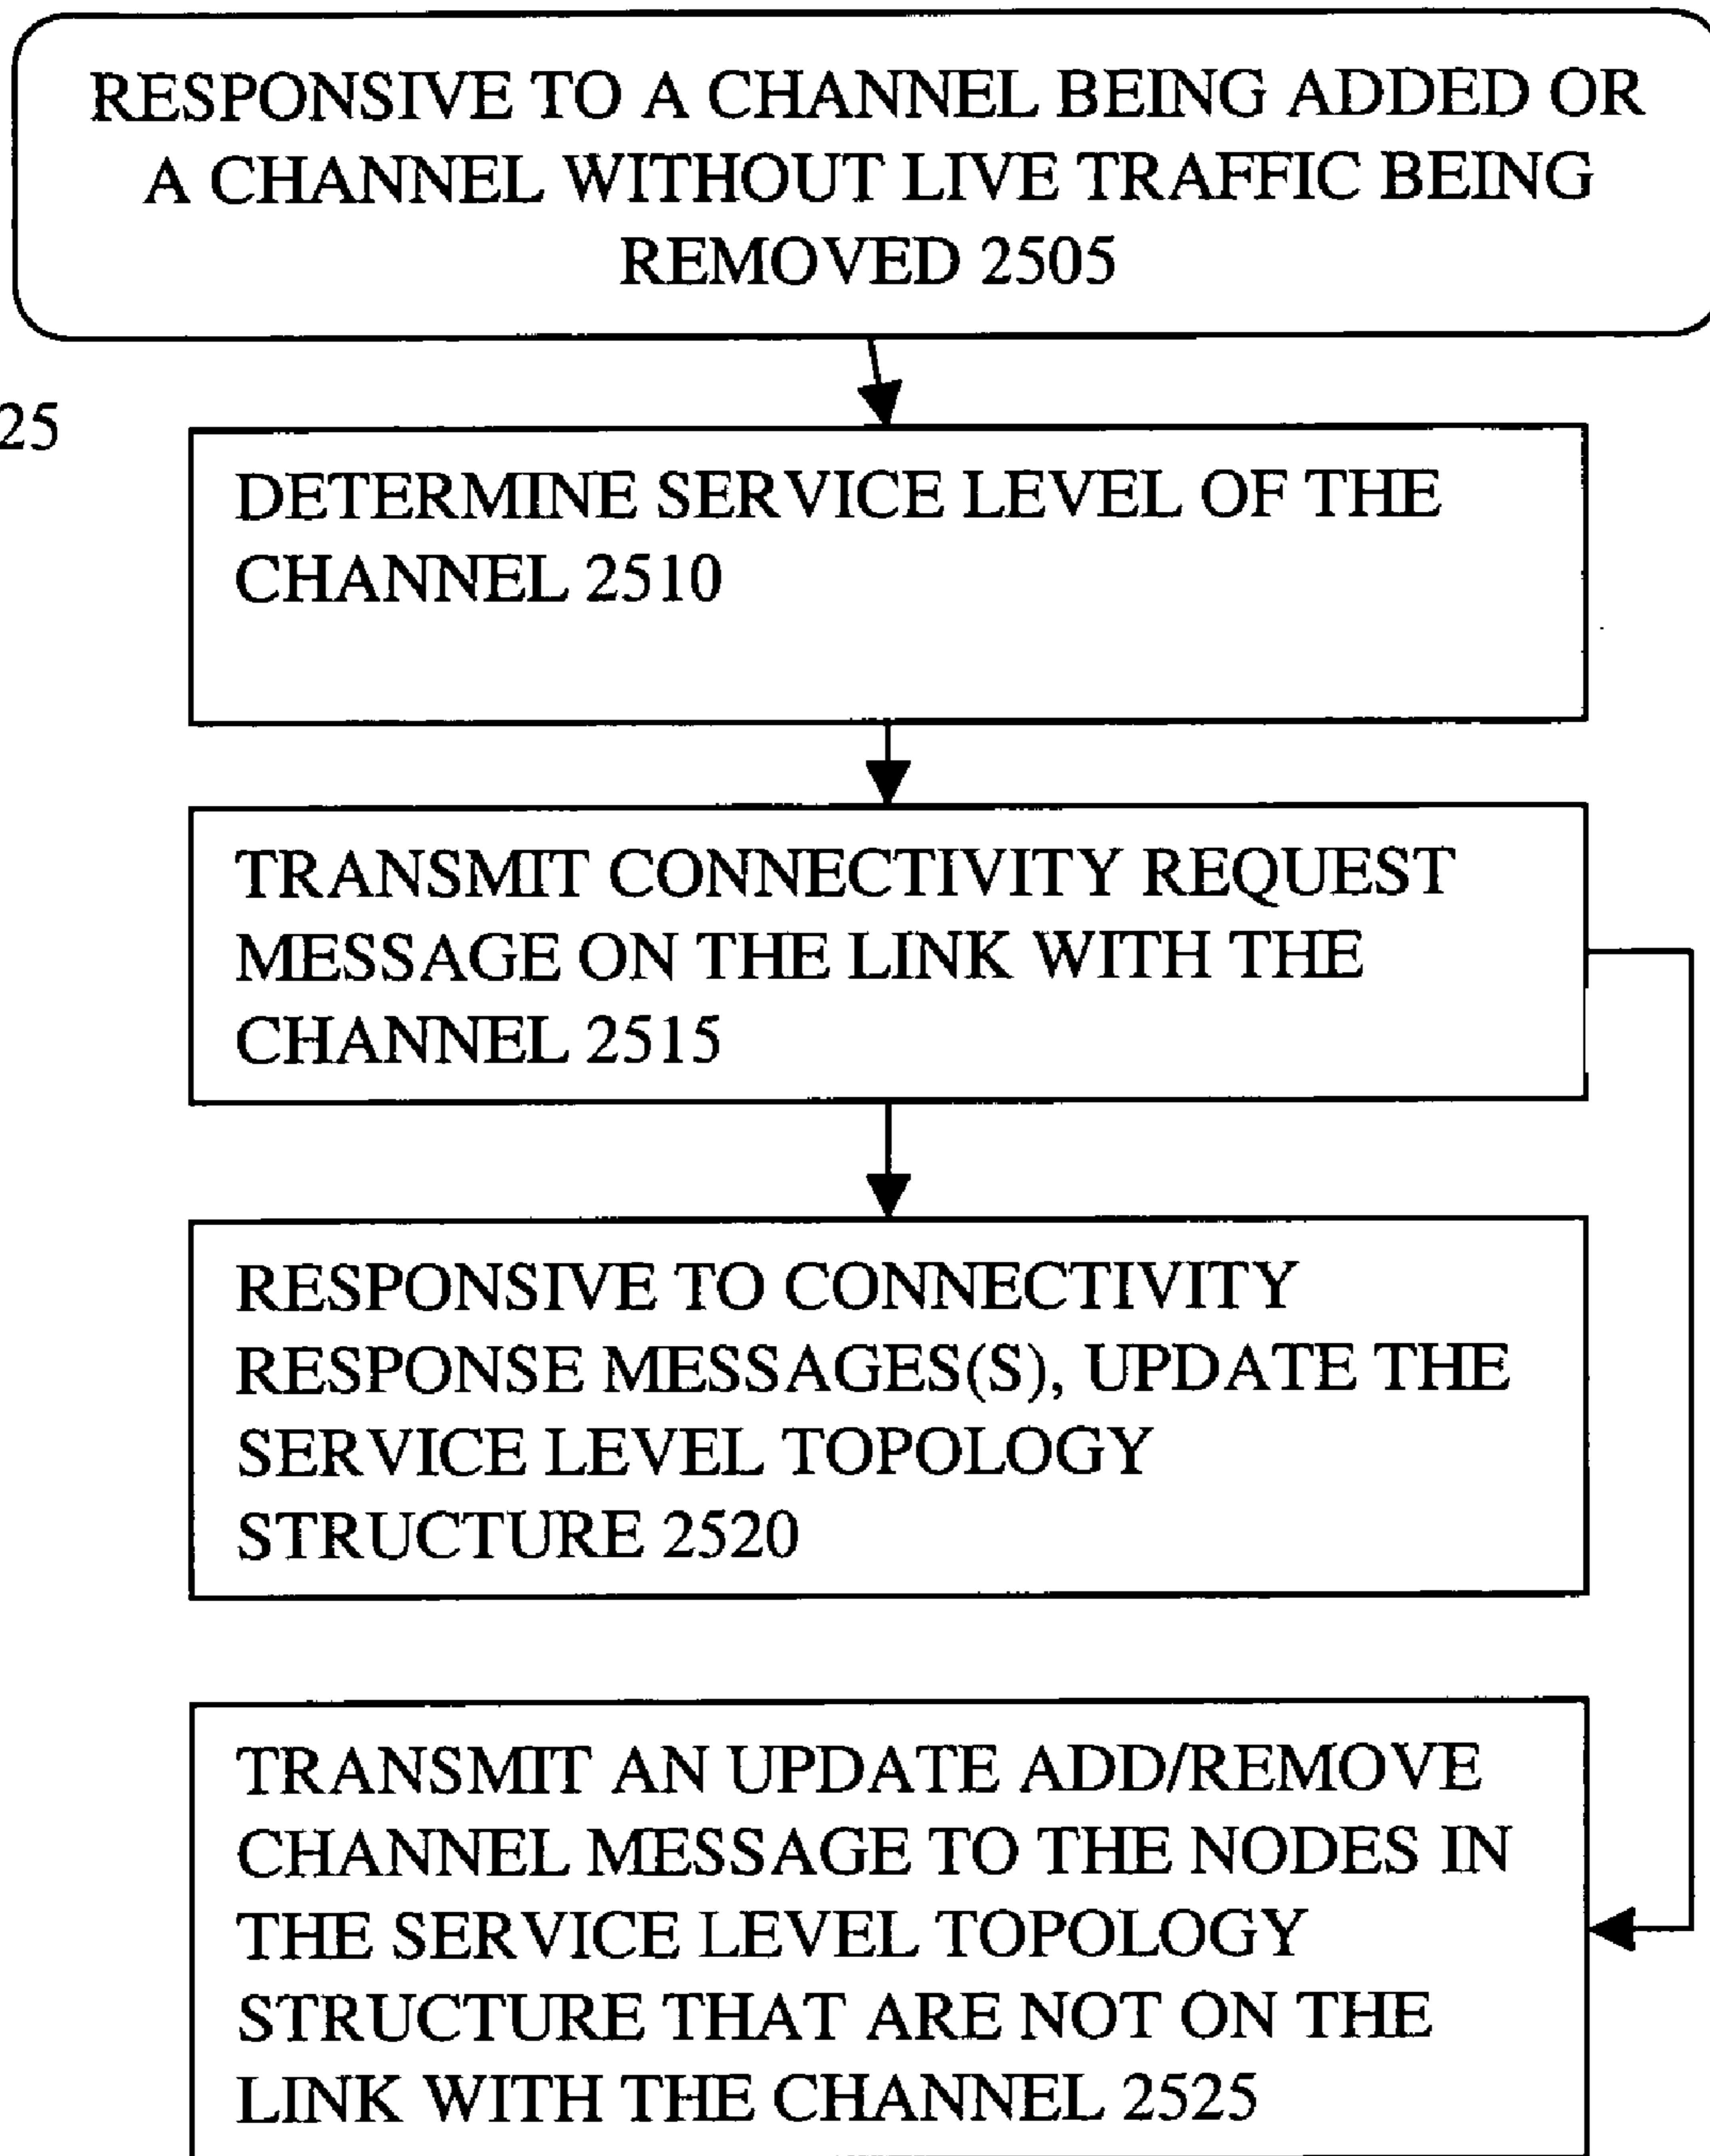 RESPONSIVE TO A CHANNEL BEING ADDED OR
A CHANNEL WITHOUT LIVE TRAFFIC BEING
REMOVED 2505
25
DETERMINE SERVICE LEVEL OF THE
CHANNEL 2510
TRANSMIT CONNECTIVITY REQUEST
MESSAGE ON THE LINK WITH THE
CHANNEL 2515
RESPONSIVE TO CONNECTIVITY
RESPONSE MESSAGES(S), UPDATE THE
SERVICE LEVEL TOPOLOGY
STRUCTURE 2520
TRANSMIT AN UPDATE ADD/REMOVE
CHANNEL MESSAGE TO THE NODES IN
THE SERVICE LEVEL TOPOLOGY
STRUCTURE THAT ARE NOT ON THE
LINK WITH THE CHANNEL 2525